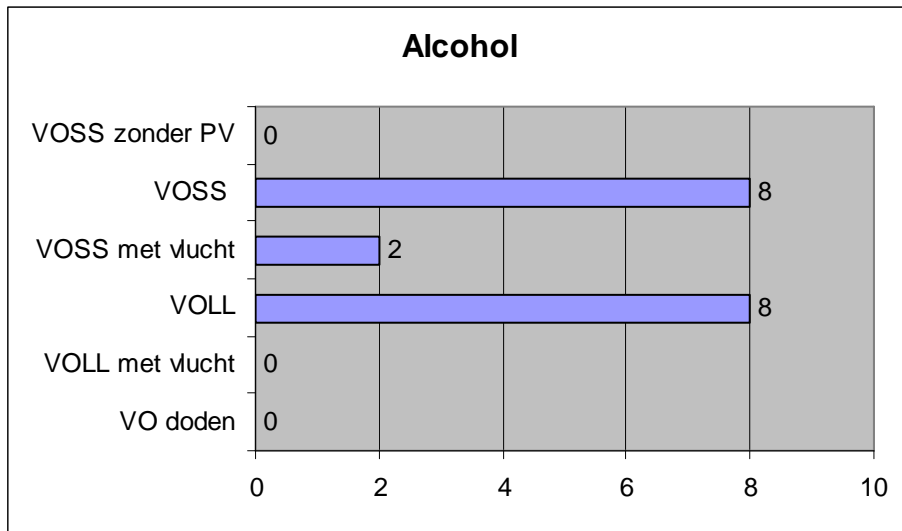 Alcohol
VOSS zonder PV 0
VOSS 8
VOSS met vlucht 2
VOLL 8
VOLL met vlucht 0
VO doden 0
0 2 4 6 8 10